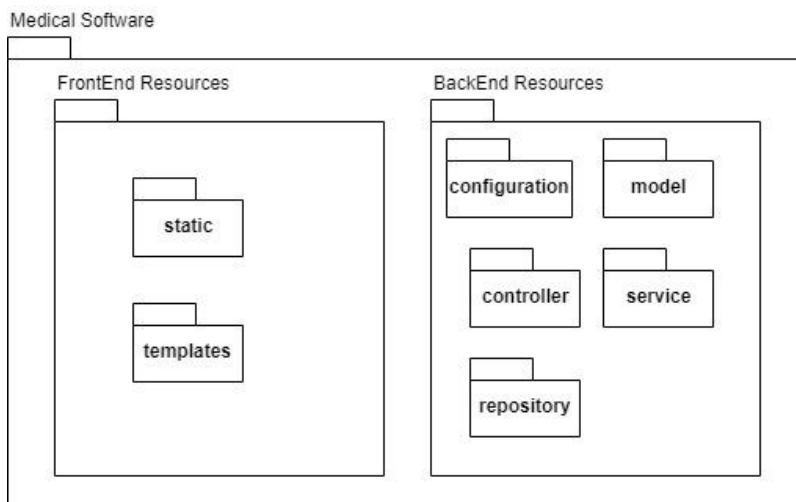 Medical Software
FrontEnd Resources
static
templates
BackEnd Resources
configuration
model
controller
service
repository